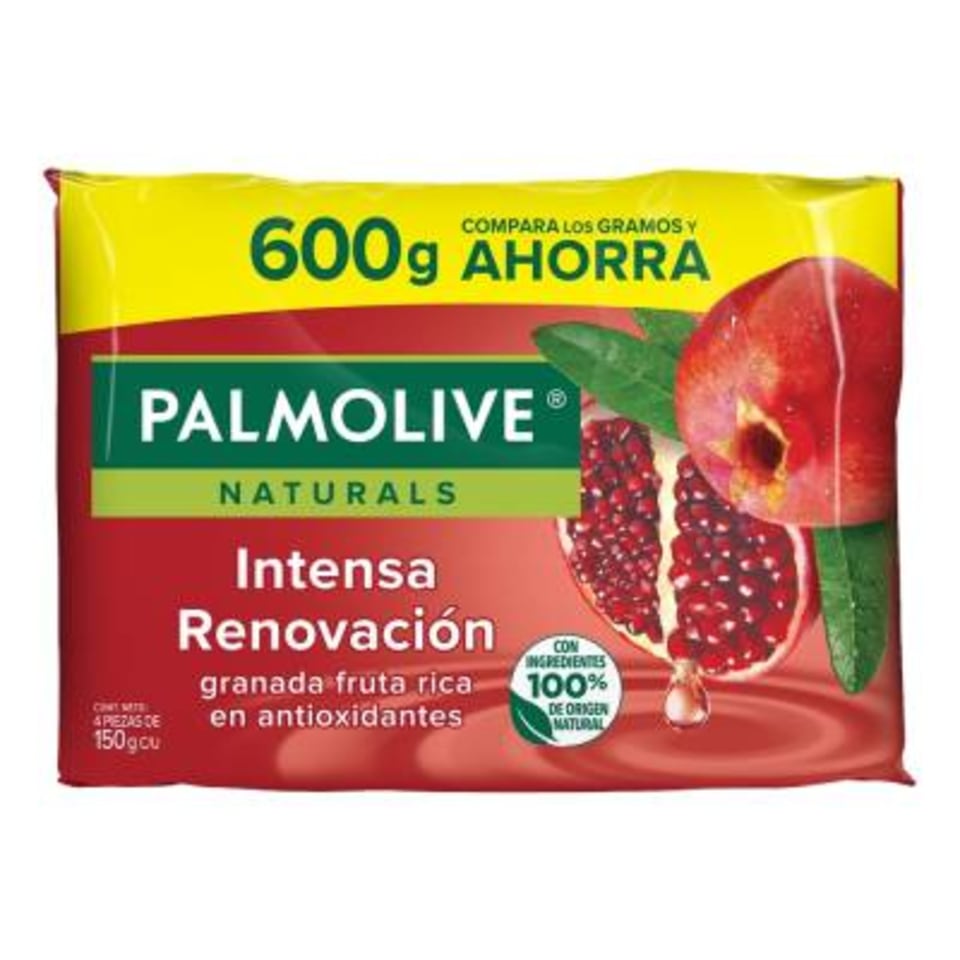 600g
COMPARA LOS GRAMOS Y
AHORRA
PALMOLIVE®
NATURALS
Intensa
Renovación
granada fruta rica
en antioxidantes
CON
INGREDIENTES
100%
DE ORIGEN
NATURAL
CONT. NETO:
4 PIEZAS DE
150g C/U